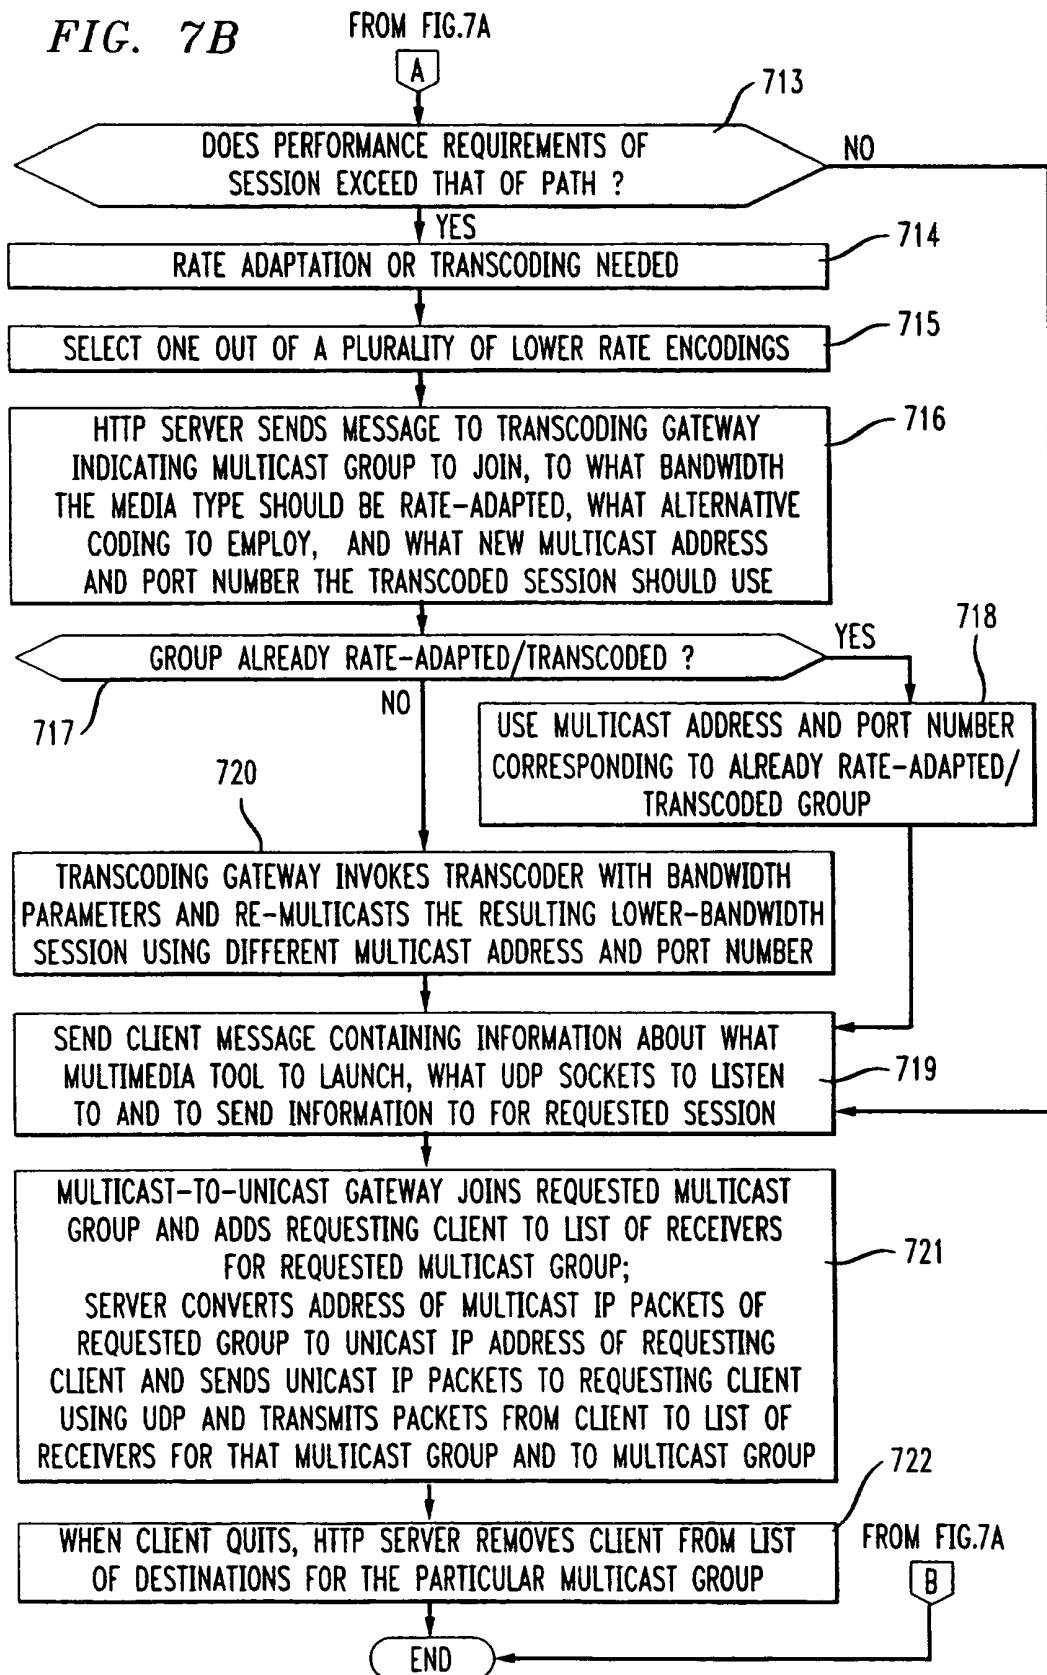 FIG. 7B
FROM FIG.7A
A
713
DOES PERFORMANCE REQUIREMENTS OF
SESSION EXCEED THAT OF PATH ?
NO
YES
714
RATE ADAPTATION OR TRANSCODING NEEDED
715
SELECT ONE OUT OF A PLURALITY OF LOWER RATE ENCODINGS
716
HTTP SERVER SENDS MESSAGE TO TRANSCODING GATEWAY
INDICATING MULTICAST GROUP TO JOIN, TO WHAT BANDWIDTH
THE MEDIA TYPE SHOULD BE RATE-ADAPTED, WHAT ALTERNATIVE
CODING TO EMPLOY, AND WHAT NEW MULTICAST ADDRESS
AND PORT NUMBER THE TRANSCODED SESSION SHOULD USE
GROUP ALREADY RATE-ADAPTED/TRANSCODED ?
YES
718
717
NO
USE MULTICAST ADDRESS AND PORT NUMBER
CORRESPONDING TO ALREADY RATE-ADAPTED/
TRANSCODED GROUP
720
TRANSCODING GATEWAY INVOKES TRANSCODER WITH BANDWIDTH
PARAMETERS AND RE-MULTICASTS THE RESULTING LOWER-BANDWIDTH
SESSION USING DIFFERENT MULTICAST ADDRESS AND PORT NUMBER
SEND CLIENT MESSAGE CONTAINING INFORMATION ABOUT WHAT
MULTIMEDIA TOOL TO LAUNCH, WHAT UDP SOCKETS TO LISTEN
TO AND TO SEND INFORMATION TO FOR REQUESTED SESSION
719
MULTICAST-TO-UNICAST GATEWAY JOINS REQUESTED MULTICAST
GROUP AND ADDS REQUESTING CLIENT TO LIST OF RECEIVERS
FOR REQUESTED MULTICAST GROUP;
SERVER CONVERTS ADDRESS OF MULTICAST IP PACKETS OF
REQUESTED GROUP TO UNICAST IP ADDRESS OF REQUESTING
CLIENT AND SENDS UNICAST IP PACKETS TO REQUESTING CLIENT
USING UDP AND TRANSMITS PACKETS FROM CLIENT TO LIST OF
RECEIVERS FOR THAT MULTICAST GROUP AND TO MULTICAST GROUP
721
722
WHEN CLIENT QUITS, HTTP SERVER REMOVES CLIENT FROM LIST
OF DESTINATIONS FOR THE PARTICULAR MULTICAST GROUP
FROM FIG.7A
B
END